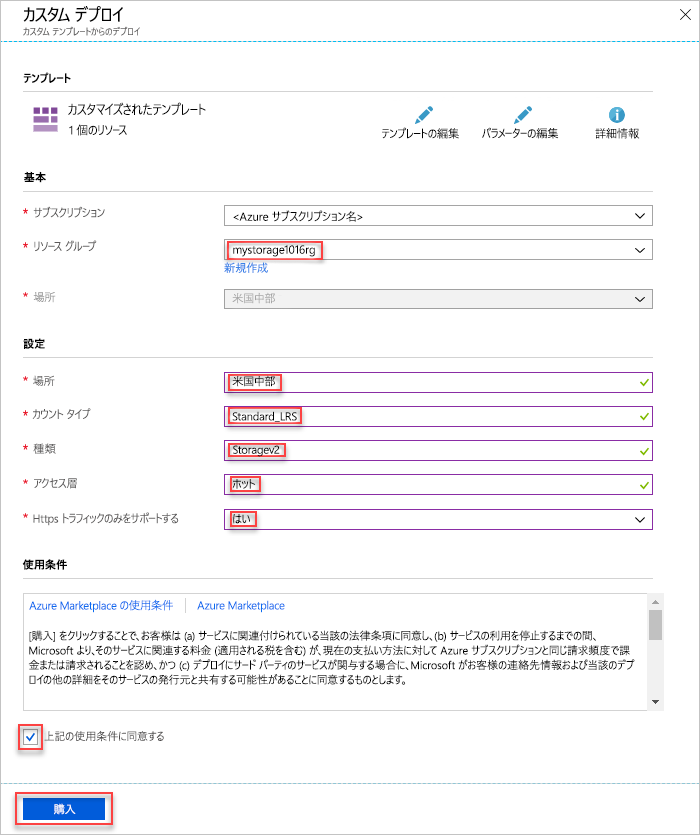 カスタム デプロイ
カスタム テンプレートからのデプロイ
テンプレート
カスタマイズされたテンプレート
1 個のリソース
テンプレートの編集
パラメーターの編集
詳細情報
基本
* サブスクリプション
<Azure サブスクリプション名>
* リソース グループ
mystorage1016rg
新規作成
* 場所
米国中部
設定
* 場所
米国中部
* カウント タイプ
Standard_LRS
* 種類
Storagev2
* アクセス層
ホット
* Https トラフィックのみをサポートする
はい
使用条件
Azure Marketplace の使用条件 | Azure Marketplace
[購入] をクリックすることで、お客様は (a) サービスに関連付けられている当該の法律条項に同意し、(b) サービスの利用を停止するまでの間、
Microsoft より、そのサービスに関連する料金 (適用される税を含む) が、現在の支払い方法に対して Azure サブスクリプションと同じ請求頻度で課
金または請求されることを認め、かつ (c) デプロイにサード パーティのサービスが関与する場合に、Microsoft がお客様の連絡先情報および当該のデプ
ロイの他の詳細をそのサービスの発行元と共有する可能性があることに同意するものとします。
上記の使用条件に同意する
購入